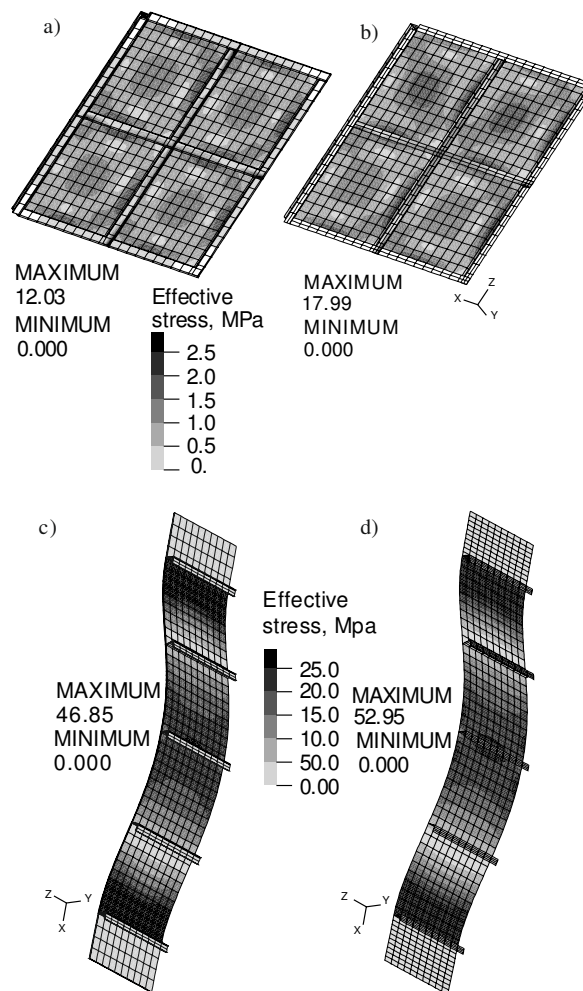 a)
b)
MAXIMUM
12.03
MINIMUM
0.000
Effective
stress, MPa
2.5
2.0
1.5
1.0
0.5
0.
MAXIMUM
17.99
MINIMUM
0.000
Z
X
Y
c)
d)
MAXIMUM
46.85
MINIMUM
0.000
Effective
stress, Mpa
25.0
20.0
15.0
10.0
50.0
0.00
MAXIMUM
52.95
MINIMUM
0.000
Z
Y
X
Z
Y
X